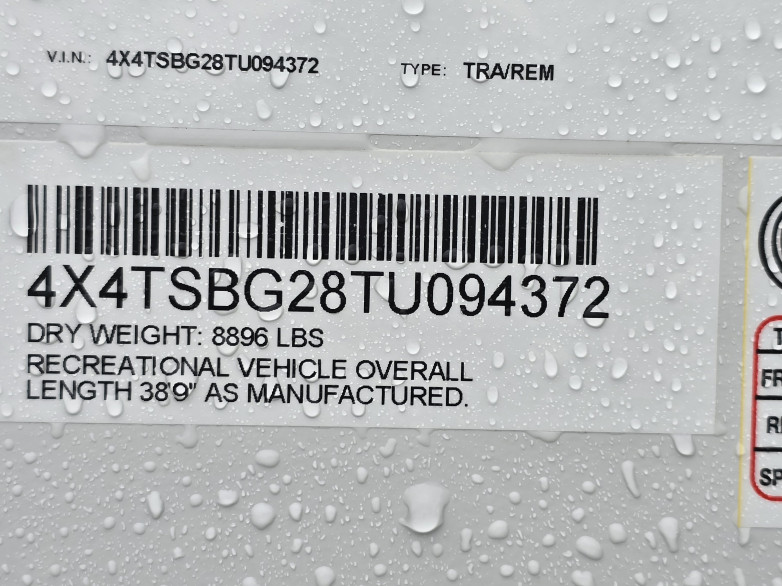 V.I.N.: 4X4TSBG28TU094372 TYPE: TRA/REM
4X4TSBG28TU094372
DRY WEIGHT: 8896 LBS
RECREATIONAL VEHICLE OVERALL
LENGTH 38'9" AS MANUFACTURED.